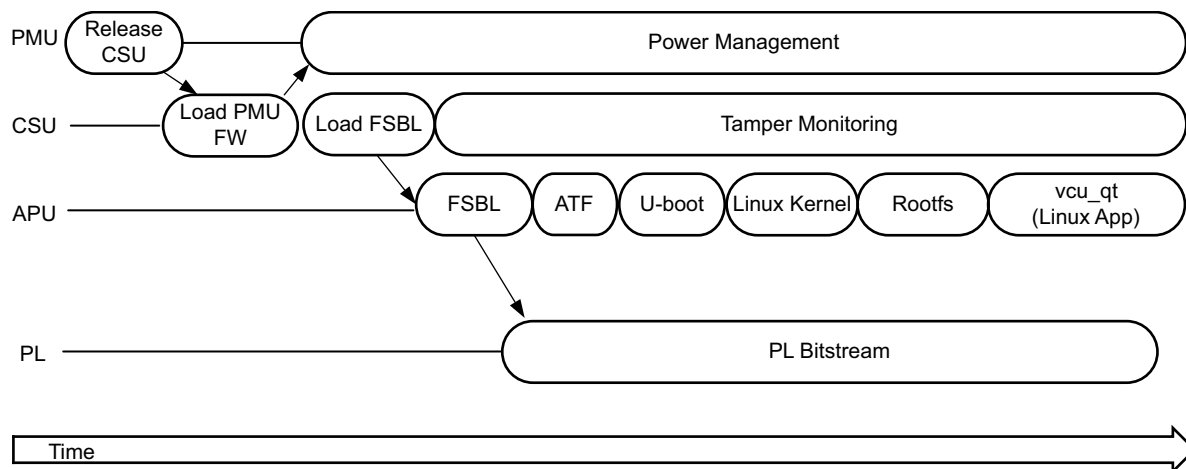 PMU
Release
CSU
Power Management
CSU
Load PMU
FW
Load FSBL
Tamper Monitoring
APU
FSBL
ATF
U-boot
Linux Kernel
Rootfs
vcu_qt
(Linux App)
PL
PL Bitstream
Time